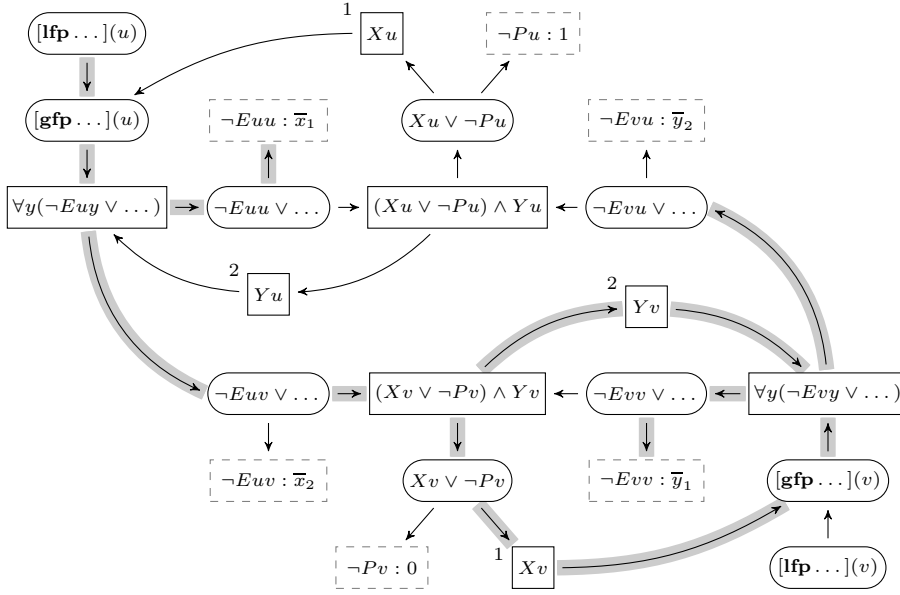 [lfp ...](u)
1
Xu
¬Pu : 1
[gfp ...](u)
¬Euu : x̅₁
Xu ∨ ¬Pu
¬Evu : y̅₂
∀y(¬Euy ∨ ...)
¬Euu ∨ ...
(Xu ∨ ¬Pu) ∧ Yu
¬Evu ∨ ...
2
Yu
2
Yv
¬Euv ∨ ...
(Xv ∨ ¬Pv) ∧ Yv
¬Evv ∨ ...
∀y(¬Evy ∨ ...)
¬Euv : x̅₂
Xv ∨ ¬Pv
¬Evv : y̅₁
[gfp ...](v)
¬Pv : 0
1
Xv
[lfp ...](v)